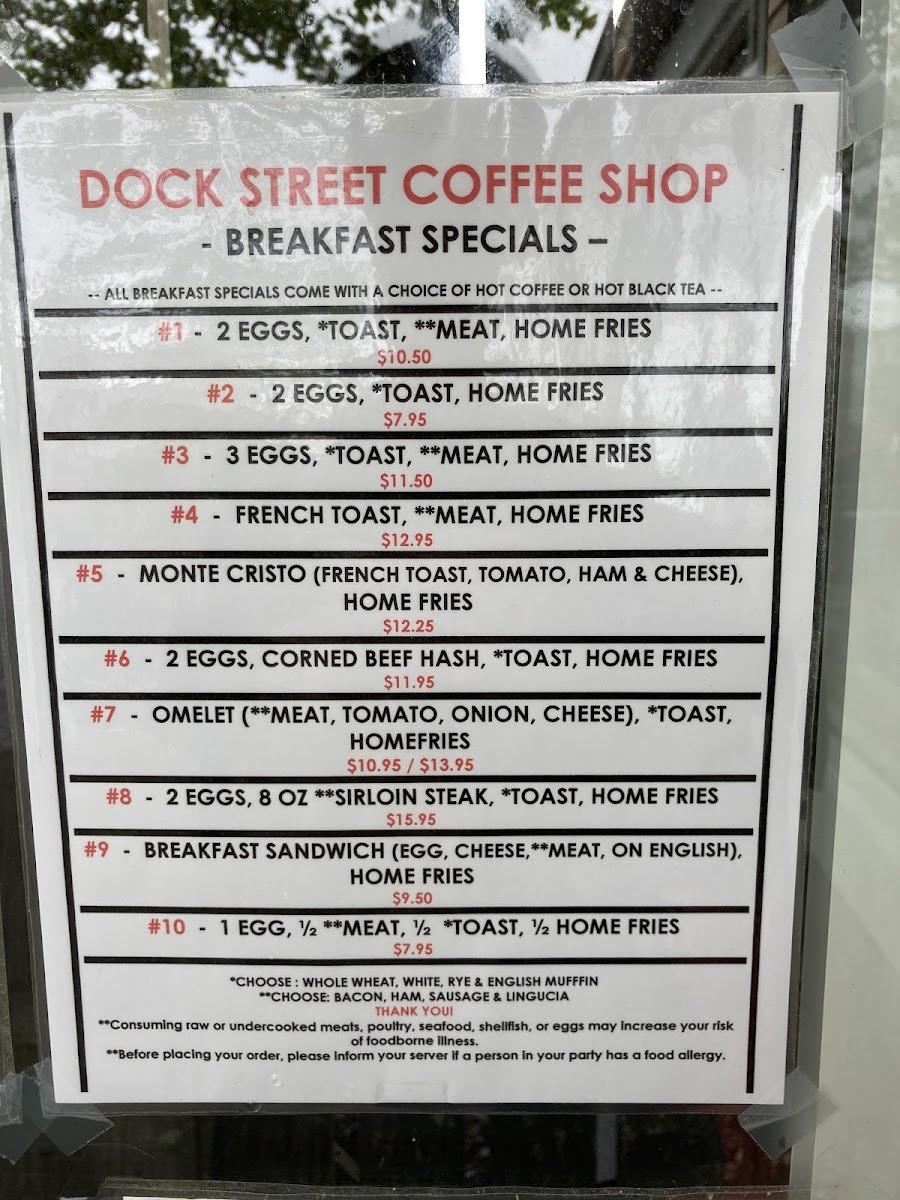 DOCK STREET COFFEE SHOP
- BREAKFAST SPECIALS –
-- ALL BREAKFAST SPECIALS COME WITH A CHOICE OF HOT COFFEE OR HOT BLACK TEA --
#1 - 2 EGGS, *TOAST, **MEAT, HOME FRIES
$10.50
#2 - 2 EGGS, *TOAST, HOME FRIES
$7.95
#3 - 3 EGGS, *TOAST, **MEAT, HOME FRIES
$11.50
#4 - FRENCH TOAST, **MEAT, HOME FRIES
$12.95
#5 - MONTE CRISTO (FRENCH TOAST, TOMATO, HAM & CHEESE),
HOME FRIES
$12.25
#6 - 2 EGGS, CORNED BEEF HASH, *TOAST, HOME FRIES
$11.95
#7 - OMELET (**MEAT, TOMATO, ONION, CHEESE), *TOAST,
HOMEFRIES
$10.95 / $13.95
#8 - 2 EGGS, 8 OZ **SIRLOIN STEAK, *TOAST, HOME FRIES
$15.95
#9 - BREAKFAST SANDWICH (EGG, CHEESE,**MEAT, ON ENGLISH),
HOME FRIES
$9.50
#10 - 1 EGG, ½ **MEAT, ½ *TOAST, ½ HOME FRIES
$7.95
*CHOOSE : WHOLE WHEAT, WHITE, RYE & ENGLISH MUFFFIN
**CHOOSE: BACON, HAM, SAUSAGE & LINGUCIA
THANK YOU!
**Consuming raw or undercooked meats, poultry, seafood, shellfish, or eggs may increase your risk
of foodborne illness.
**Before placing your order, please inform your server if a person in your party has a food allergy.